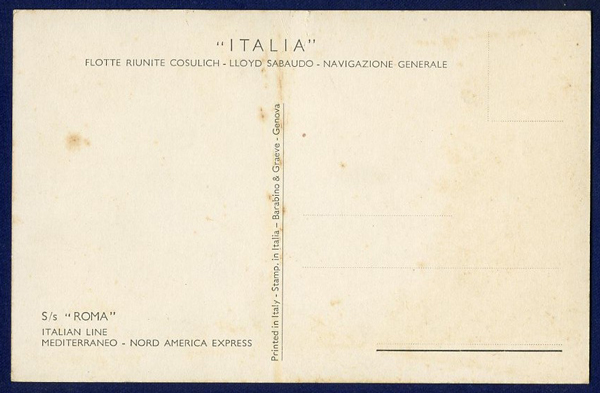 "ITALIA"
FLOTTE RIUNITE COSULICH - LLOYD SABAUDO - NAVIGAZIONE GENERALE
Printed in Italy - Stamp. in Italia - Barabino & Graeve - Genova
S/s "ROMA"
ITALIAN LINE
MEDITERRANEO - NORD AMERICA EXPRESS